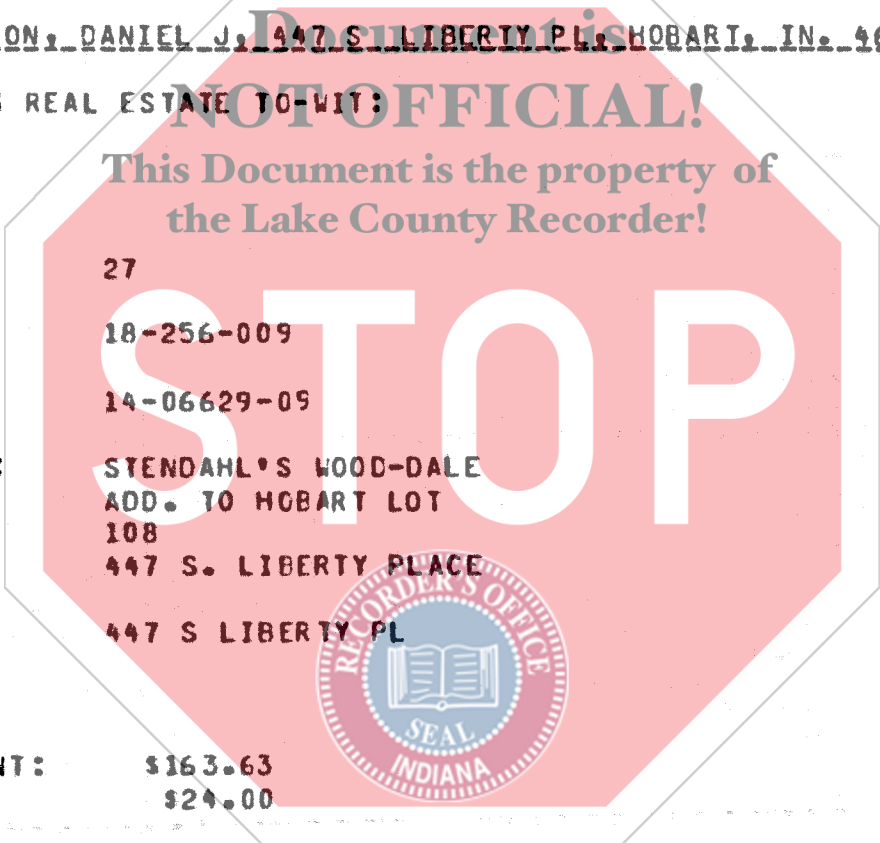 ON, DANIEL J, 447 S LIBERTY PL, HOBART, IN. 46
Document is
REAL ESTATE TO-WIT:
NOT OFFICIAL!
This Document is the property of
the Lake County Recorder!
27
STOP
18-256-009
14-06629-09
STENDAHL'S WOOD-DALE
ADD. TO HOBART LOT
108
447 S. LIBERTY PLACE
447 S LIBERTY PL
RECORDER'S OFFICE
SEAL
INDIANA
NT: $163.63
$24.00